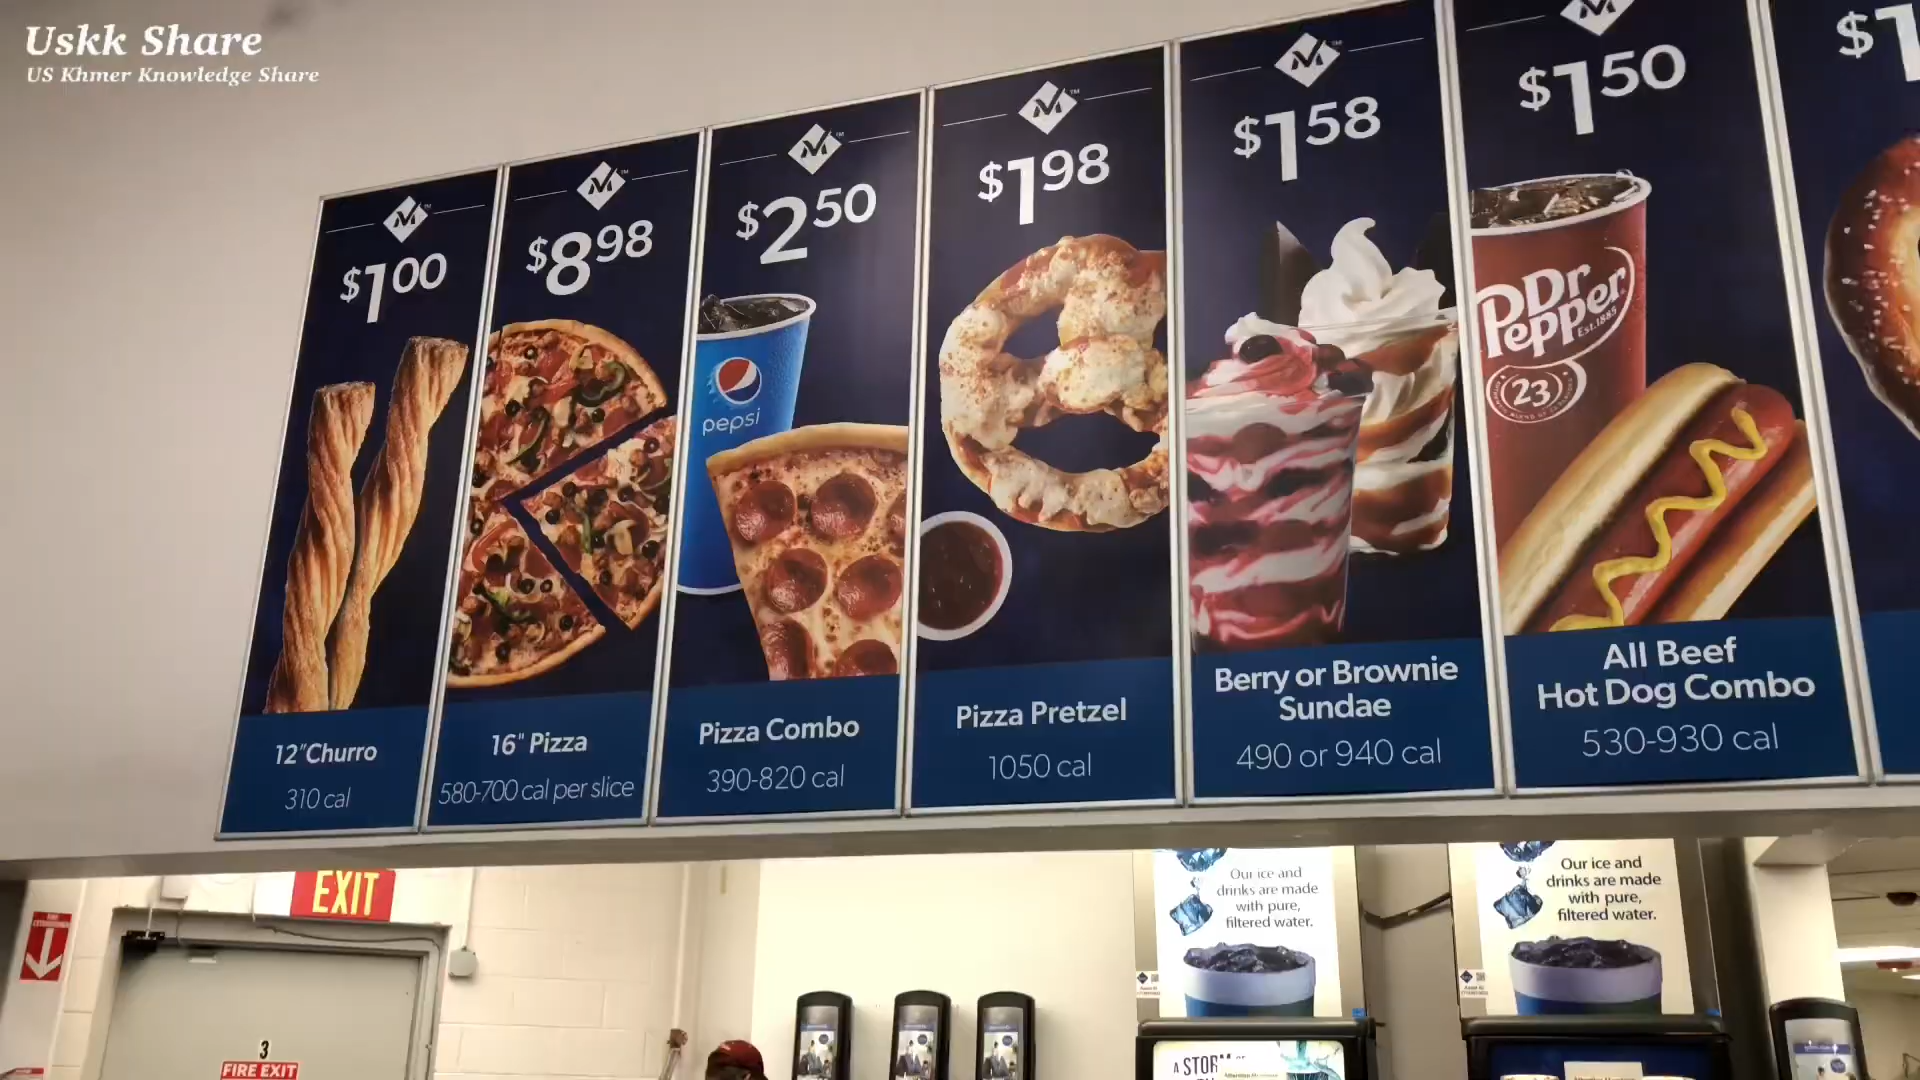 Uskk Share
US Khmer Knowledge Share
$1.00
12" Churro
310 cal
$8.98
16" Pizza
580-700 cal per slice
$2.50
pepsi
Pizza Combo
390-820 cal
$1.98
Pizza Pretzel
1050 cal
$1.58
Berry or Brownie
Sundae
490 or 940 cal
$1.50
Dr
Pepper
Est. 1885
23
All Beef
Hot Dog Combo
530-930 cal
$1
EXIT
3
FIRE EXIT
Our ice and
drinks are made
with pure,
filtered water.
Our ice and
drinks are made
with pure,
filtered water.
A STORM